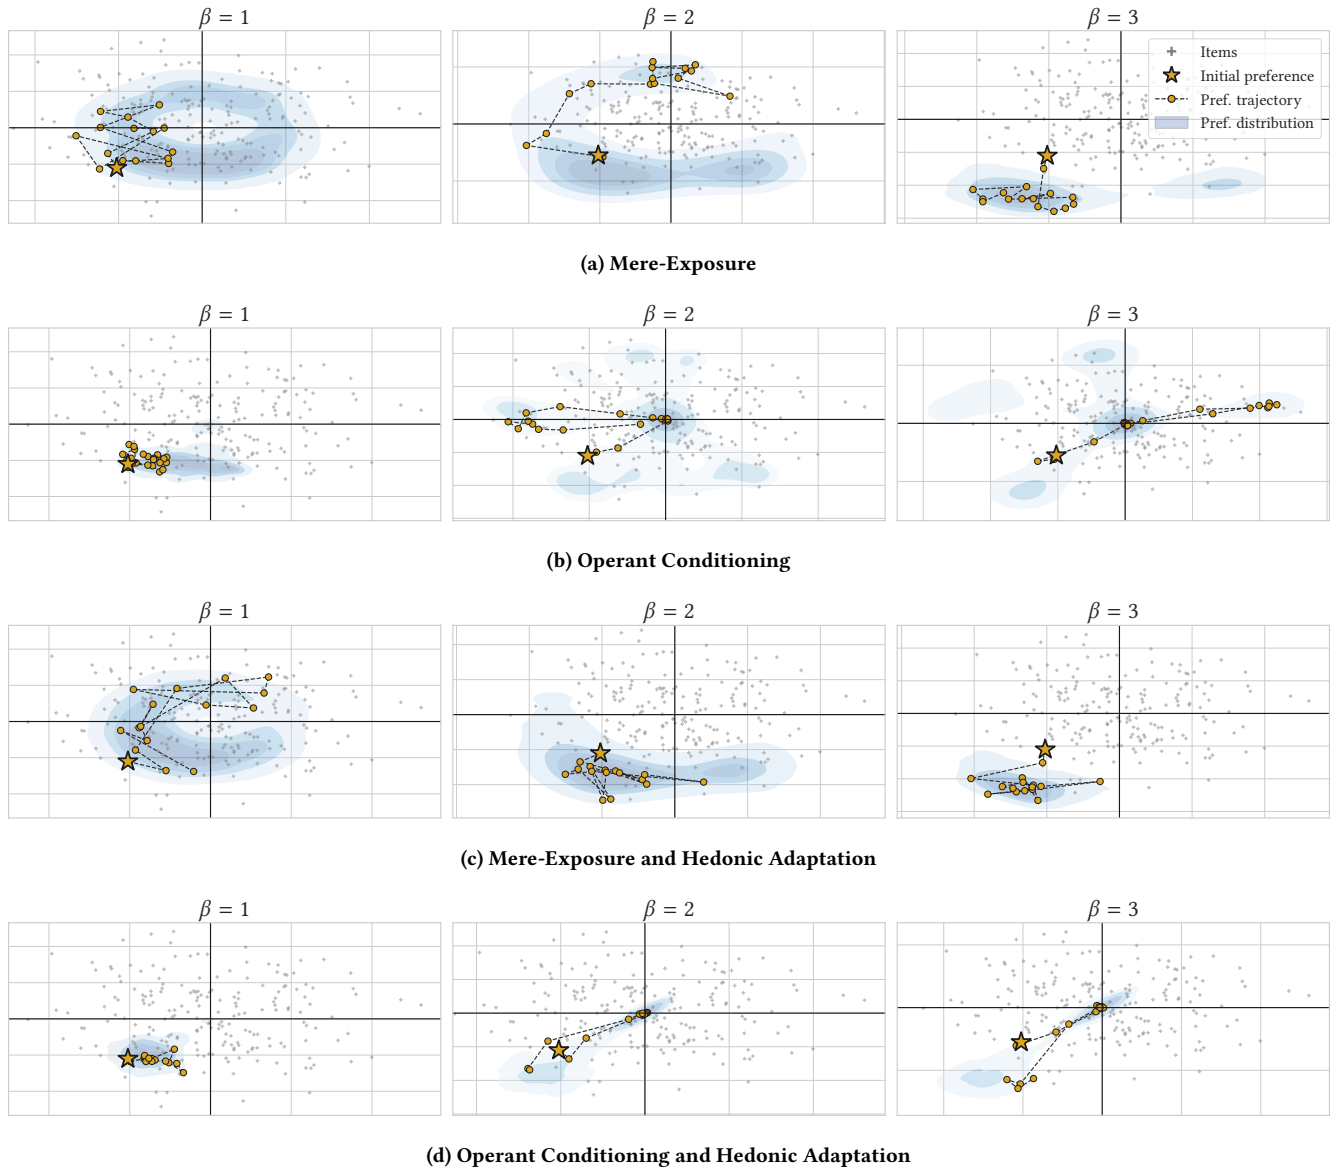 β = 1
β = 2
β = 3
Items
Initial preference
Pref. trajectory
Pref. distribution
(a) Mere-Exposure
β = 1
β = 2
β = 3
(b) Operant Conditioning
β = 1
β = 2
β = 3
(c) Mere-Exposure and Hedonic Adaptation
β = 1
β = 2
β = 3
(d) Operant Conditioning and Hedonic Adaptation